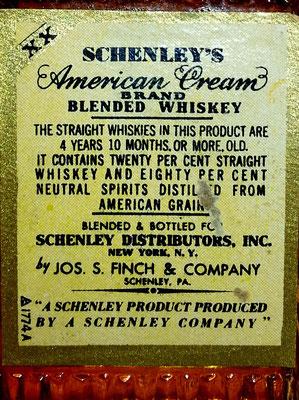 XX
SCHENLEY'S
American Cream
BRAND
BLENDED WHISKEY
THE STRAIGHT WHISKIES IN THIS PRODUCT ARE
4 YEARS 10 MONTHS, OR MORE, OLD.
IT CONTAINS TWENTY PER CENT STRAIGHT
WHISKEY AND EIGHTY PER CENT
NEUTRAL SPIRITS DISTILLED FROM
AMERICAN GRAIN
BLENDED & BOTTLED FO
SCHENLEY DISTRIBUTORS, INC.
NEW YORK, N. Y.
by JOS. S. FINCH & COMPANY
SCHENLEY, PA.
"A SCHENLEY PRODUCT PRODUCED
BY A SCHENLEY COMPANY"
1774A